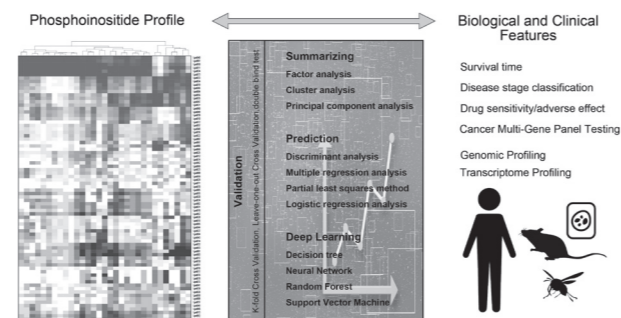 Phosphoinositide Profile
Validation
K-fold Cross Validation, Leave-one-out Cross Validation,double blind test
Summarizing
Factor analysis
Cluster analysis
Principal component analysis
Prediction
Discriminant analysis
Multiple regression analysis
Partial least squares method
Logistic regression analysis
Deep Learning
Decision tree
Neural Network
Random Forest
Support Vector Machine
Biological and Clinical
Features
Survival time
Disease stage classification
Drug sensitivity/adverse effect
Cancer Multi-Gene Panel Testing
Genomic Profiling
Transcriptome Profiling